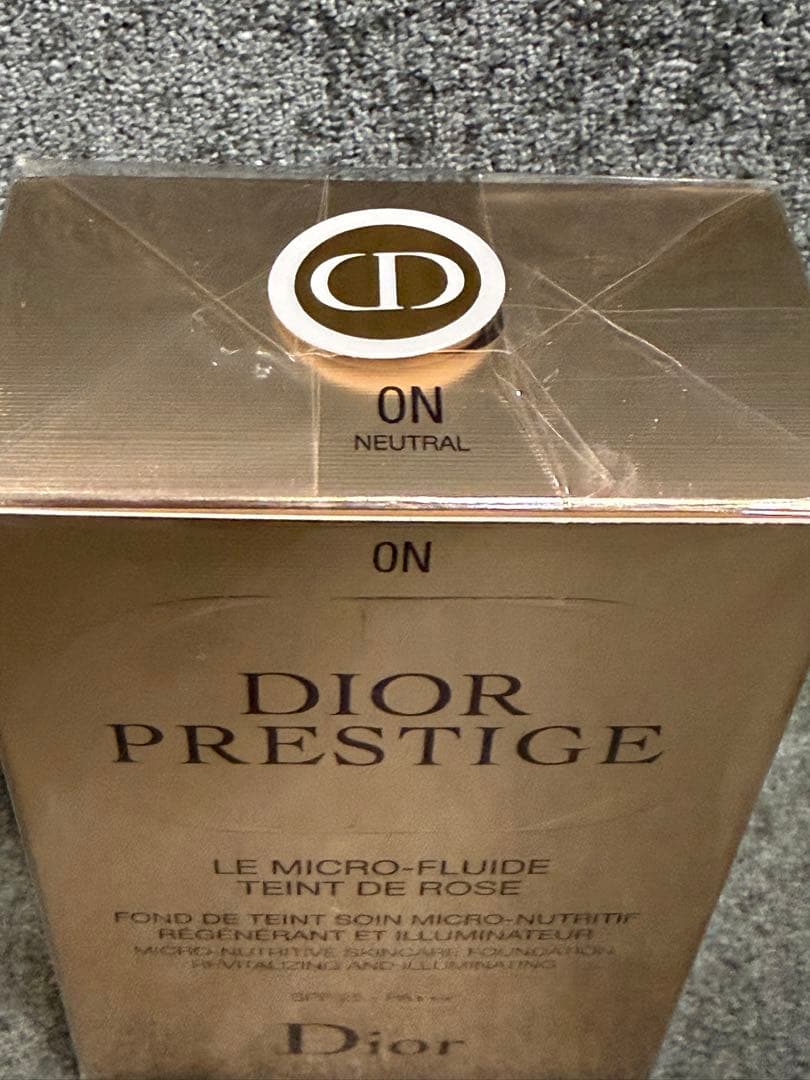 CD
0N
NEUTRAL
0N
DIOR
PRESTIGE
LE MICRO-FLUIDE
TEINT DE ROSE
FOND DE TEINT SOIN MICRO-NUTRITIF
RÉGÉNÉRANT ET ILLUMINATEUR
MICRO-NUTRITIVE SKINCARE FOUNDATION
REVITALIZING AND ILLUMINATING
Dior